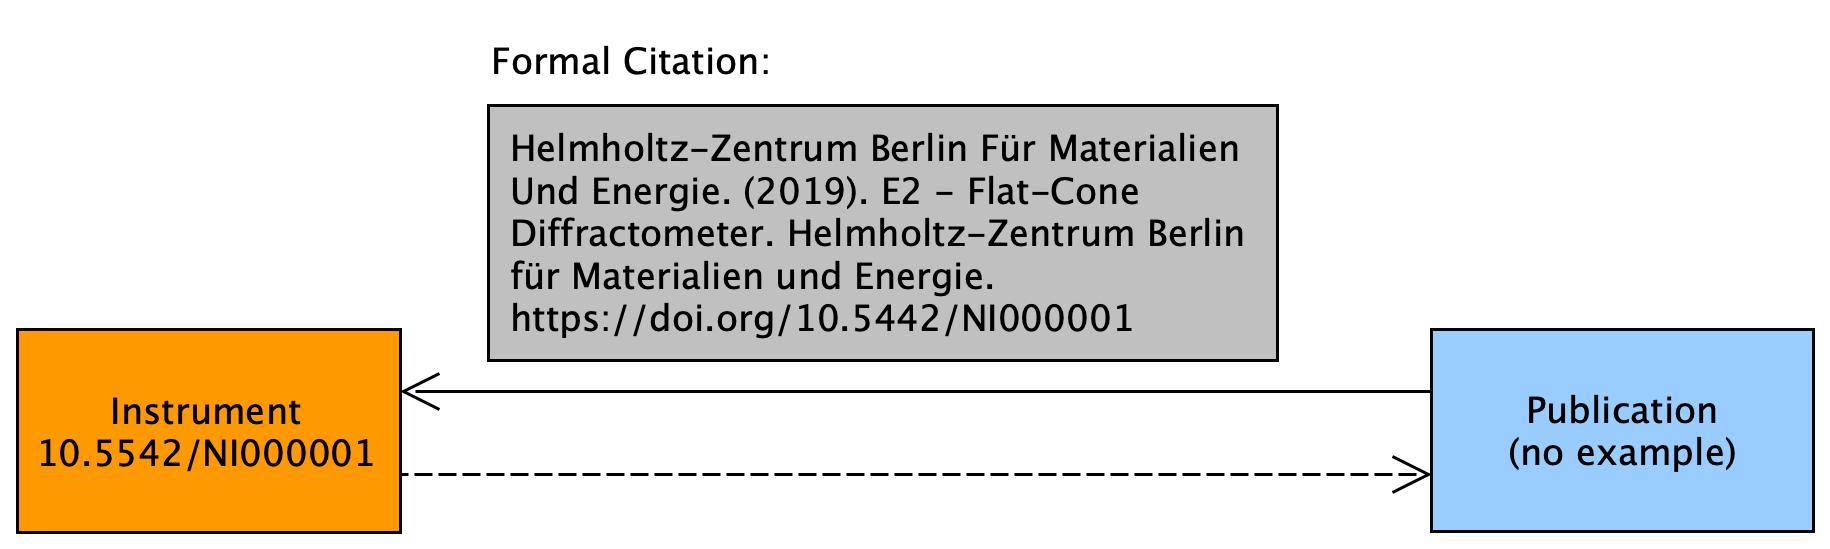 Formal Citation:
Helmholtz-Zentrum Berlin Für Materialien
Und Energie. (2019). E2 - Flat-Cone
Diffractometer. Helmholtz-Zentrum Berlin
für Materialien und Energie.
https://doi.org/10.5442/NI000001
Instrument
10.5542/NI000001
Publication
(no example)